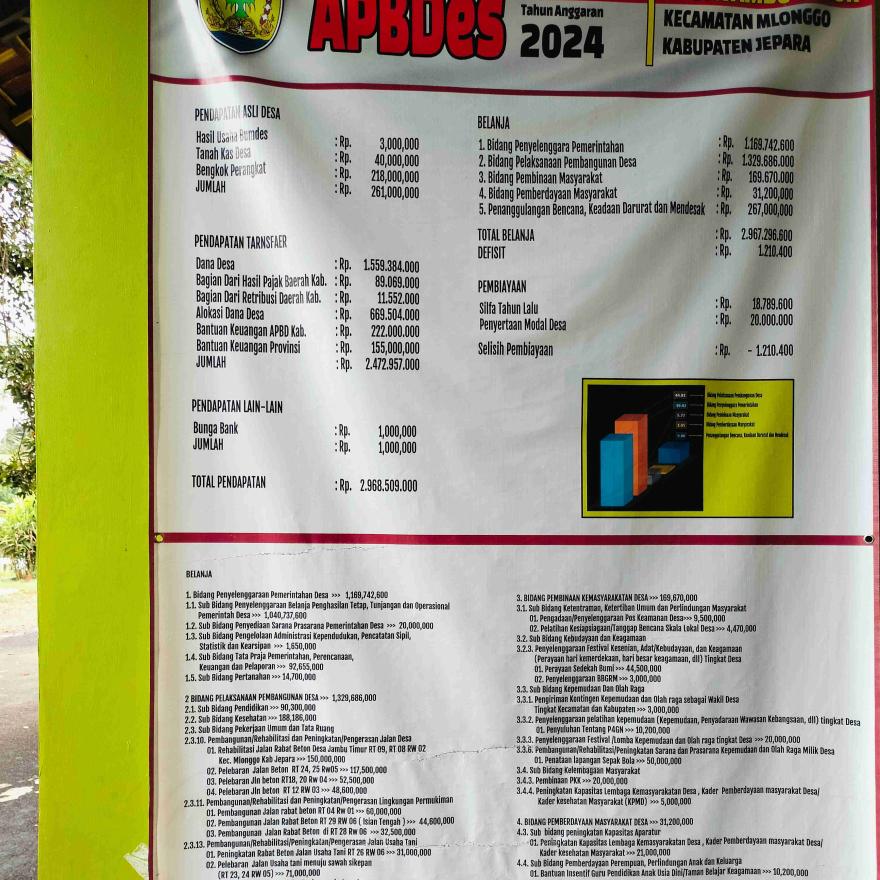 APBDes
Tahun Anggaran
2024
KECAMATAN MLONGGO
KABUPATEN JEPARA
PENDAPATAN ASLI DESA
Hasil Usaha Bumdes : Rp. 3,000,000
Tanah Kas Desa : Rp. 40,000,000
Bengkok Perangkat : Rp. 218,000,000
JUMLAH : Rp. 261,000,000
PENDAPATAN TARNSFAER
Dana Desa : Rp. 1.559.384.000
Bagian Dari Hasil Pajak Baerah Kab. : Rp. 89.069.000
Bagian Dari Retribusi Daerah Kab. : Rp. 11.552.000
Alokasi Dana Desa : Rp. 669.504.000
Bantuan Keuangan APBD Kab. : Rp. 222.000.000
Bantuan Keuangan Provinsi : Rp. 155,000,000
JUMLAH : Rp. 2.472.957.000
PENDAPATAN LAIN-LAIN
Bunga Bank : Rp. 1,000,000
JUMLAH : Rp. 1,000,000
TOTAL PENDAPATAN : Rp. 2.968.509.000
BELANJA
1. Bidang Penyelenggara Pemerintahan : Rp. 1.169.742.600
2. Bidang Pelaksanaan Pembangunan Desa : Rp. 1.329.686.000
3. Bidang Pembinaan Masyarakat : Rp. 169.670.000
4. Bidang Pemberdayaan Masyarakat : Rp. 31,200,000
5. Penanggulangan Bencana, Keadaan Darurat dan Mendesak : Rp. 267,000,000
TOTAL BELANJA : Rp. 2.967.296.600
DEFISIT : Rp. 1.210.400
PEMBIAYAAN
Silfa Tahun Lalu : Rp. 18.789.600
Penyertaan Modal Desa : Rp. 20.000.000
Selisih Pembiayaan : Rp. - 1.210.400
Bidang Pelaksanaan Pembangunan Desa
Bidang Penyelenggara Pemerintahan
Bidang Pembinaan Masyarakat
Bidang Pemberdayaan Masyarakat
Penanggulangan Bencana, Keadaan Darurat dan Mendesak
BELANJA
1. Bidang Penyelenggaraan Pemerintahan Desa >>> 1,169,742,600
1.1. Sub Bidang Penyelenggaraan Belanja Penghasilan Tetap, Tunjangan dan Operasional
Pemerintah Desa >>> 1,040,737,600
1.2. Sub Bidang Penyediaan Sarana Prasarana Pemerintahan Desa >>> 20,000,000
1.3. Sub Bidang Pengelolaan Administrasi Kependudukan, Pencatatan Sipil,
Statistik dan Kearsipan >>> 1,650,000
1.4. Sub Bidang Tata Praja Pemerintahan, Perencanaan,
Keuangan dan Pelaporan >>> 92,655,000
1.5. Sub Bidang Pertanahan >>> 14,700,000
2 BIDANG PELAKSANAAN PEMBANGUNAN DESA >>> 1,329,686,000
2.1. Sub Bidang Pendidikan >>> 90,300,000
2.2. Sub Bidang Kesehatan >>> 188,186,000
2.3. Sub Bidang Pekerjaan Umum dan Tata Ruang
2.3.10. Pembangunan/Rehabilitasi dan Peningkatan/Pengerasan Jalan Desa
01. Rehabilitasi Jalan Rabat Beton Desa Jambu Timur RT 09, RT 08 RW 02
Kec. Mlonggo Kab Jepara >>> 150,000,000
02. Pelebaran Jalan Beton RT 24, 25 Rw05 >>> 117,500,000
03. Pelebaran Jln beton RT18, 20 Rw 04 >>> 52,500,000
04. Pelebaran Jln beton RT 12 RW 03 >>> 48,600,000
2.3.11. Pembangunan/Rehabilitasi dan Peningkatan/Pengerasan Lingkungan Permukiman
01. Pembangunan Jalan rabat beton RT 04 Rw 01 >>> 60,000,000
02. Pembangunan Jalan Rabat Beton RT 29 RW 06 ( Isian Tengah ) >>> 44,600,000
03. Pembangunan Jalan Rabat Beton di RT 28 RW 06 >>> 32,500,000
2.3.13. Pembangunan/Rehabilitasi/Peningkatan/Pengerasan Jalan Usaha Tani
01. Peningkatan Rabat Beton Jalan Usaha Tani RT 26 RW 06 >>> 31,000,000
02. Pelebaran Jalan Usaha Tani menuju sawah sikepan
(RT 23, 24 RW 05) >>> 71,000,000
3. BIDANG PEMBINAAN KEMASYARAKATAN DESA >>> 169,670,000
3.1. Sub Bidang Ketentraman, Ketertiban Umum dan Perlindungan Masyarakat
01. Pengadaan/Penyelenggaran Pos Keamanan Desa>>> 9,500,000
02. Pelatihan Kesiapsiagaan/Tanggap Bencana Skala Lokal Desa >>> 4,470,000
3.2. Sub Bidang Kebudayaan dan Keagamaan
3.2.3. Penyelenggaraan Festival Kesenian, Adat/Kebudayaan, dan Keagamaan
(Perayaan hari kemerdekaan, hari besar keagamaan, dll) Tingkat Desa
01. Perayaan Sedekah Bumi >>> 44,500,000
02. Penyelenggaran BBGRM >>> 3,000,000
3.3. Sub Bidang Kepemudaan Dan Olah Raga
3.3.1. Pengiriman Kontingen Kepemudaan dan Olah raga sebagai Wakil Desa
Tingkat Kecamatan dan Kabupaten >>> 3,000,000
3.3.2. Penyelenggaraan pelatihan kepemudaan (Kepemudaan, Penyadaraan Wawasan Kebangsaan, dll) tingkat Desa
01. Penyuluhan Tentang P4GN >>> 10,200,000
3.3.3. Penyelenggaraan Festival /Lomba Kepemudaan dan Olah raga tingkat Desa >>> 20,000,000
3.3.6. Pembangunan/Rehabilitasi/Peningkatan Sarana dan Prasarana Kepemudaan dan Olah Raga Milik Desa
01. Penataan lapangan Sepak Bola >>> 50,000,000
3.4. Sub Bidang Kelembagaan Masyarakat
3.4.3. Pembinaan PKK >>> 20,000,000
3.4.4. Peningkatan Kapasitas Lembaga Kemasyarakatan Desa , Kader Pemberdayaan masyarakat Desa/
Kader kesehatan Masyarakat (KPMD) >>> 5,000,000
4. BIDANG PEMBERDAYAAN MASYARAKAT DESA >>> 31,200,000
4.3. Sub bidang peningkatan Kapasitas Aparatur
01. Peningkatan Kapasitas Lembaga Kemasyarakatan Desa , Kader Pemberdayaan masyarakat Desa/
Kader kesehatan Masyarakat >>> 21,000,000
4.4. Sub Bidang Pemberdayaan Perempuan, Perlindungan Anak dan Keluarga
01. Bantuan Insentif Guru Pendidikan Anak Usia Dini/Taman Belajar Keagamaan >>> 10,200,000